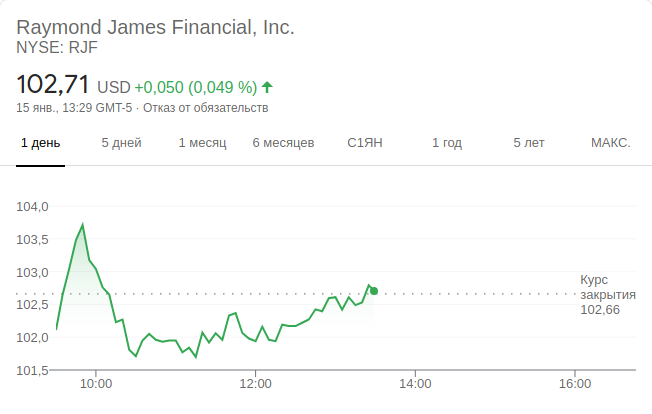 Raymond James Financial, Inc.
NYSE: RJF
102,71 USD +0,050 (0,049 %)
15 янв., 13:29 GMT-5 · Отказ от обязательств
1 день 5 дней 1 месяц 6 месяцев С1ЯН 1 год 5 лет МАКС.
104,0
103,5
103,0
102,5
102,0
101,5
Курс
закрытия
102,66
10:00 12:00 14:00 16:00